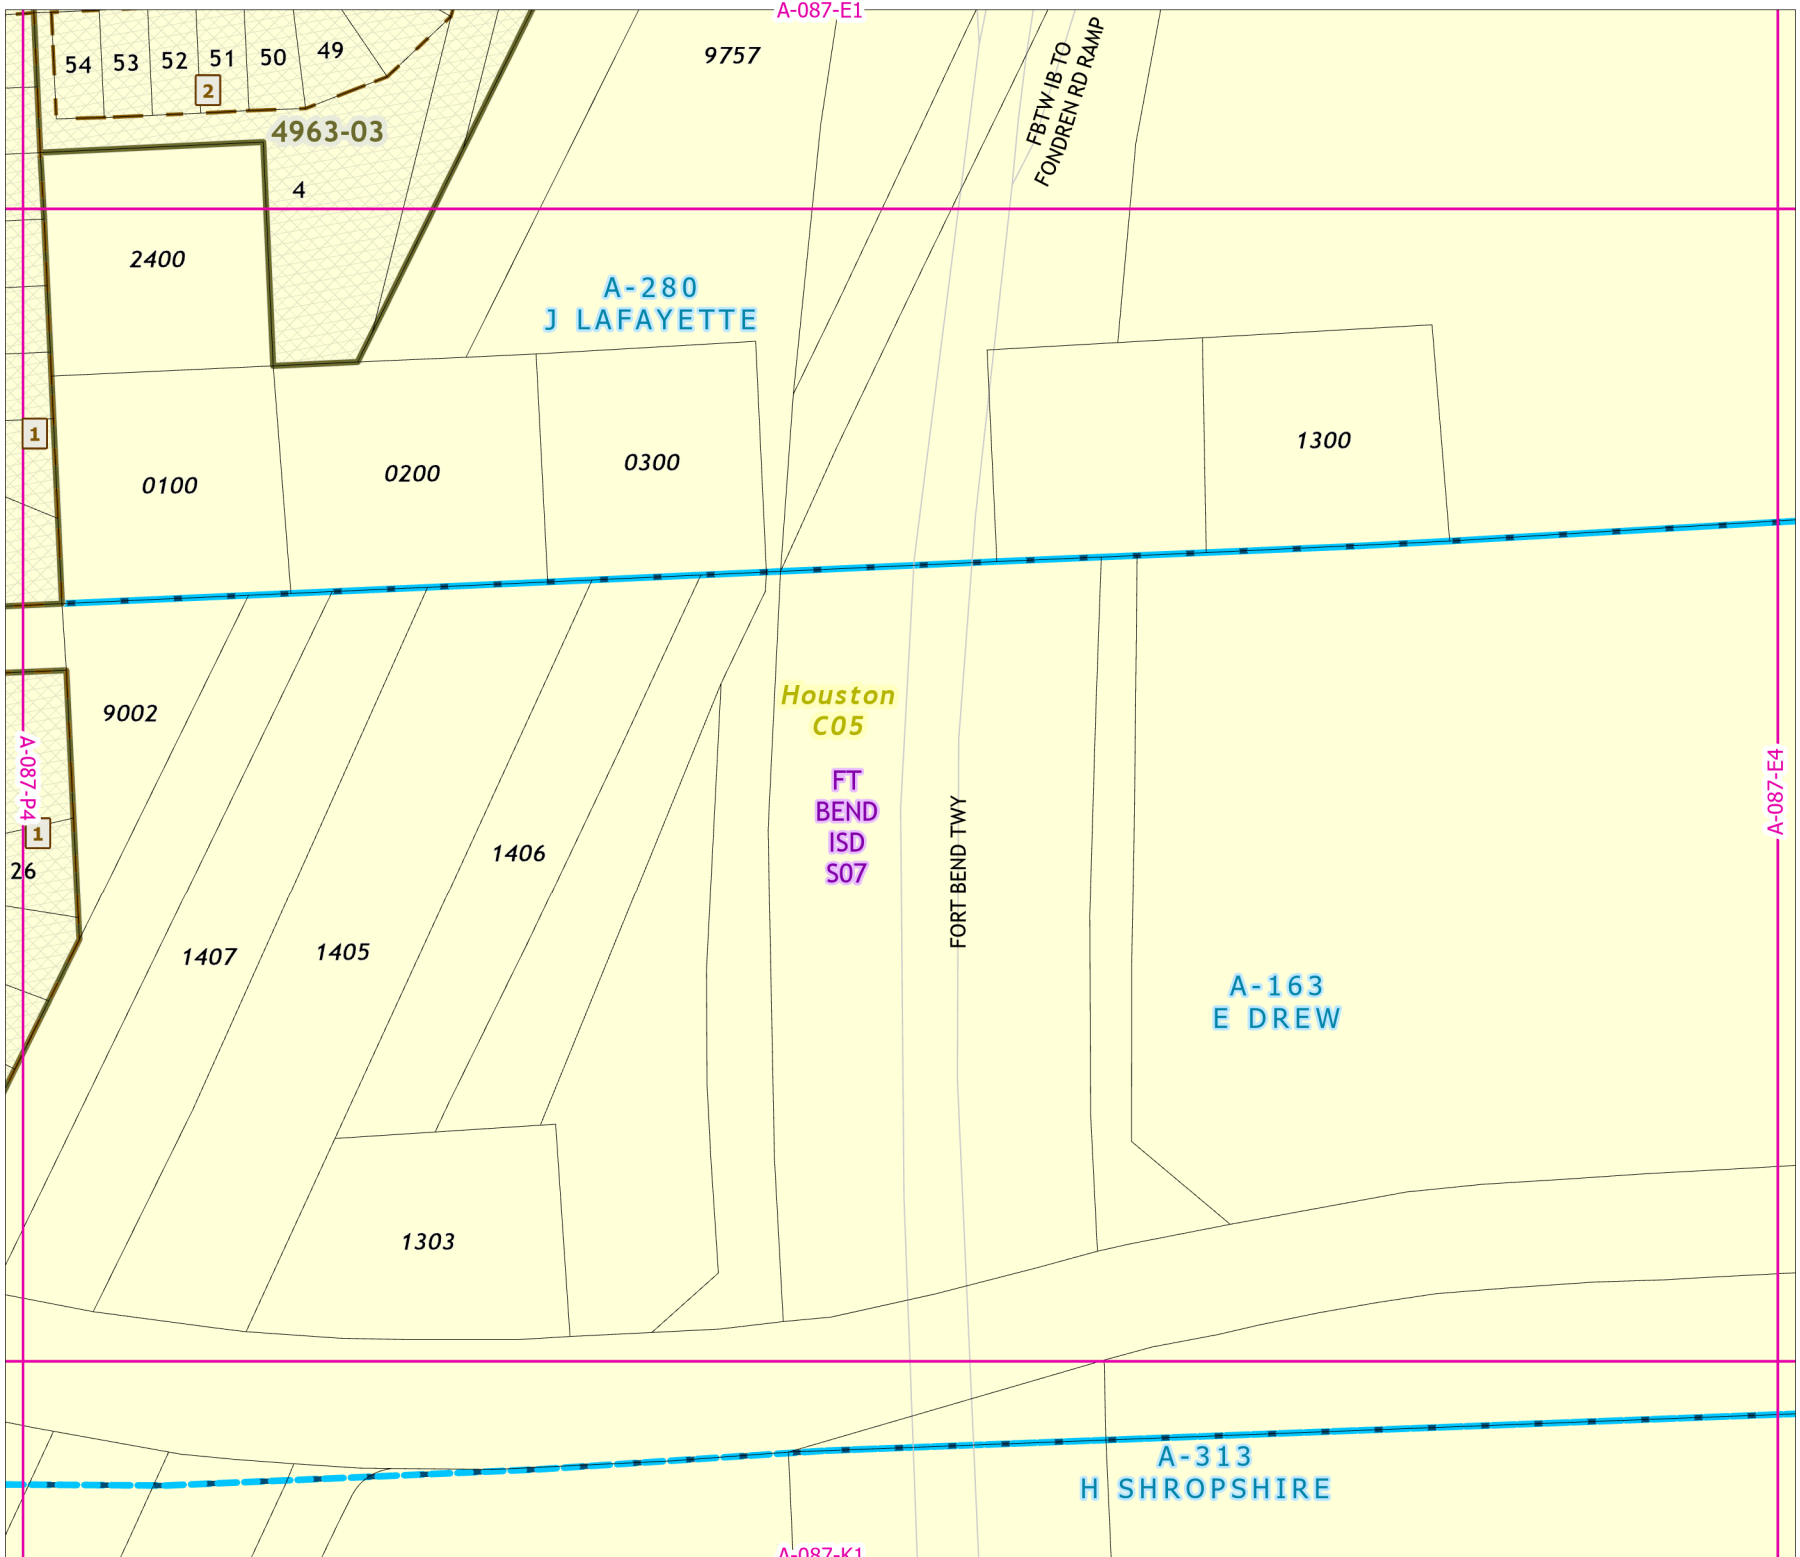 A-087-E1
54
53
52
51
50
49
2
4963-03
4
9757
FBTW IB TO
FONDREN RD RAMP
2400
A-280
J LAFAYETTE
1
0100
0200
0300
1300
9002
Houston
C05
FT
BEND
ISD
S07
FORT BEND TWY
A-087-P4
A-087-E4
1
26
1406
1407
1405
A-163
E DREW
1303
A-313
H SHROPSHIRE
A-087-K1